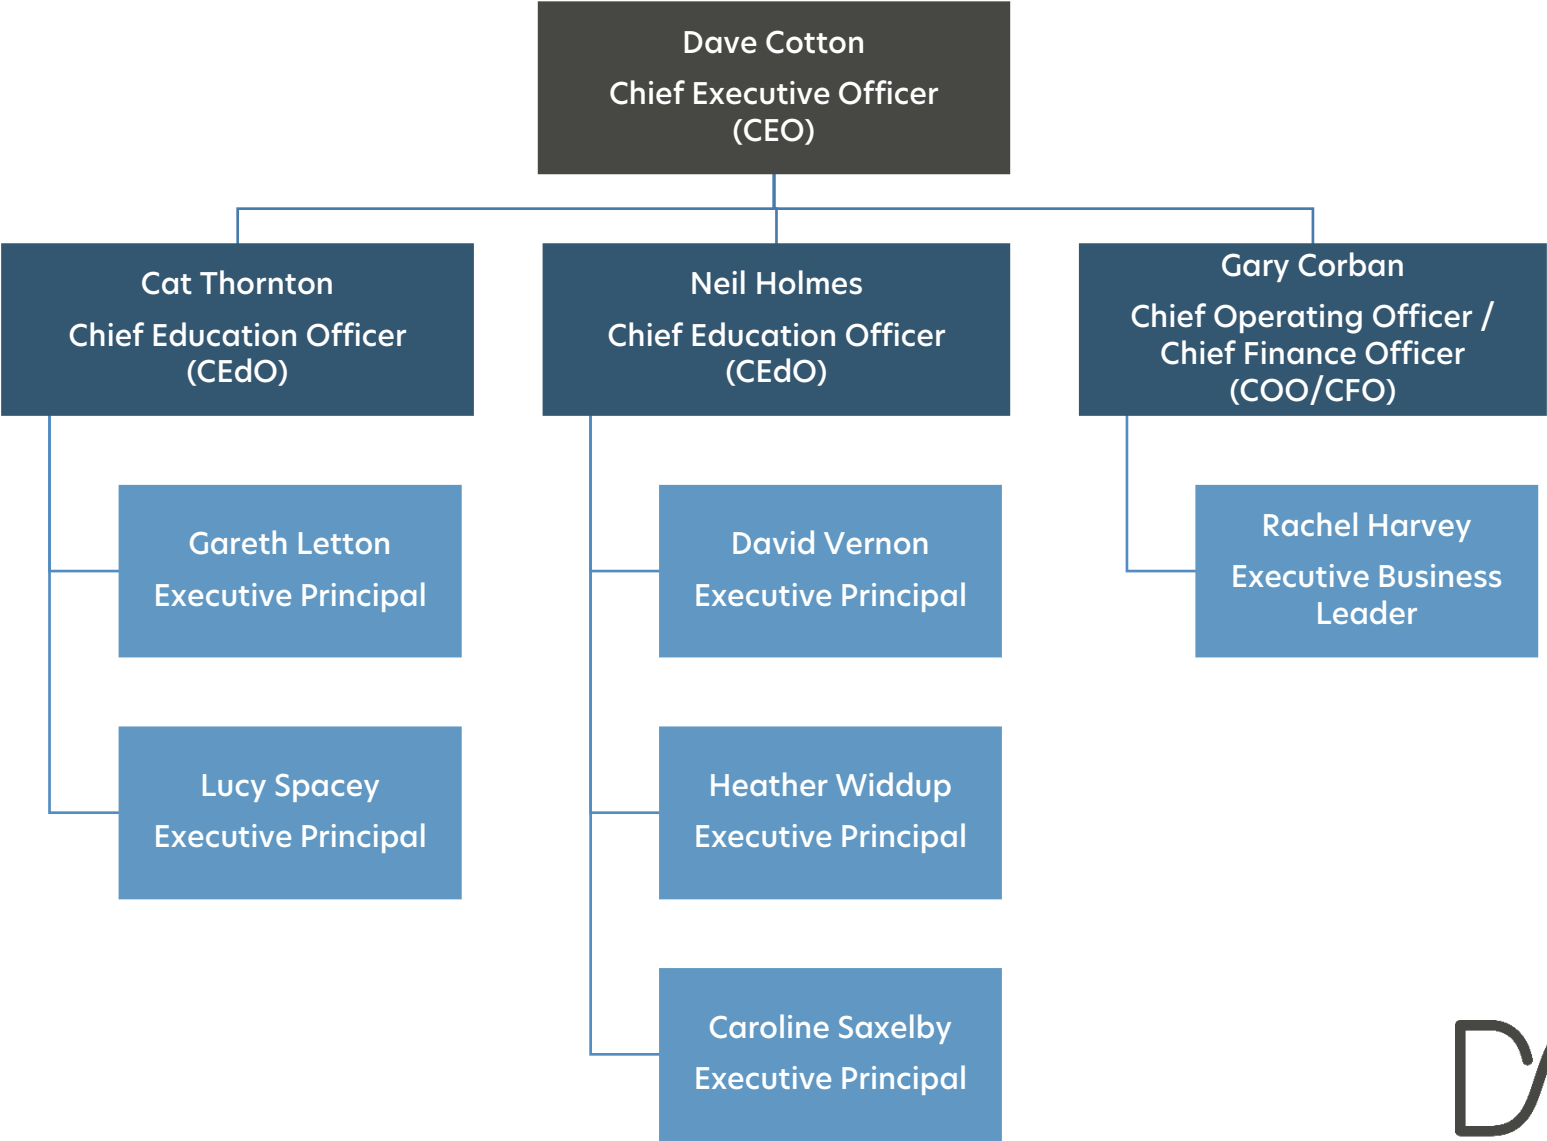 Dave Cotton
Chief Executive Officer
(CEO)
Cat Thornton
Chief Education Officer
(CEdO)
Gareth Letton
Executive Principal
Lucy Spacey
Executive Principal
Neil Holmes
Chief Education Officer
(CEdO)
David Vernon
Executive Principal
Heather Widdup
Executive Principal
Caroline Saxelby
Executive Principal
Gary Corban
Chief Operating Officer /
Chief Finance Officer
(COO/CFO)
Rachel Harvey
Executive Business
Leader